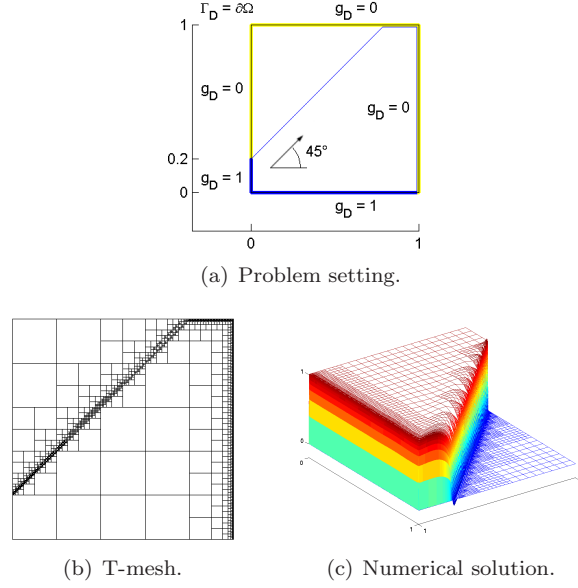 Γ_D = ∂Ω
g_D = 0
1
g_D = 0
g_D = 0
0.2
45°
g_D = 1
0
g_D = 1
0
1
(a) Problem setting.
1
0
0
1
1
(b) T-mesh.
(c) Numerical solution.